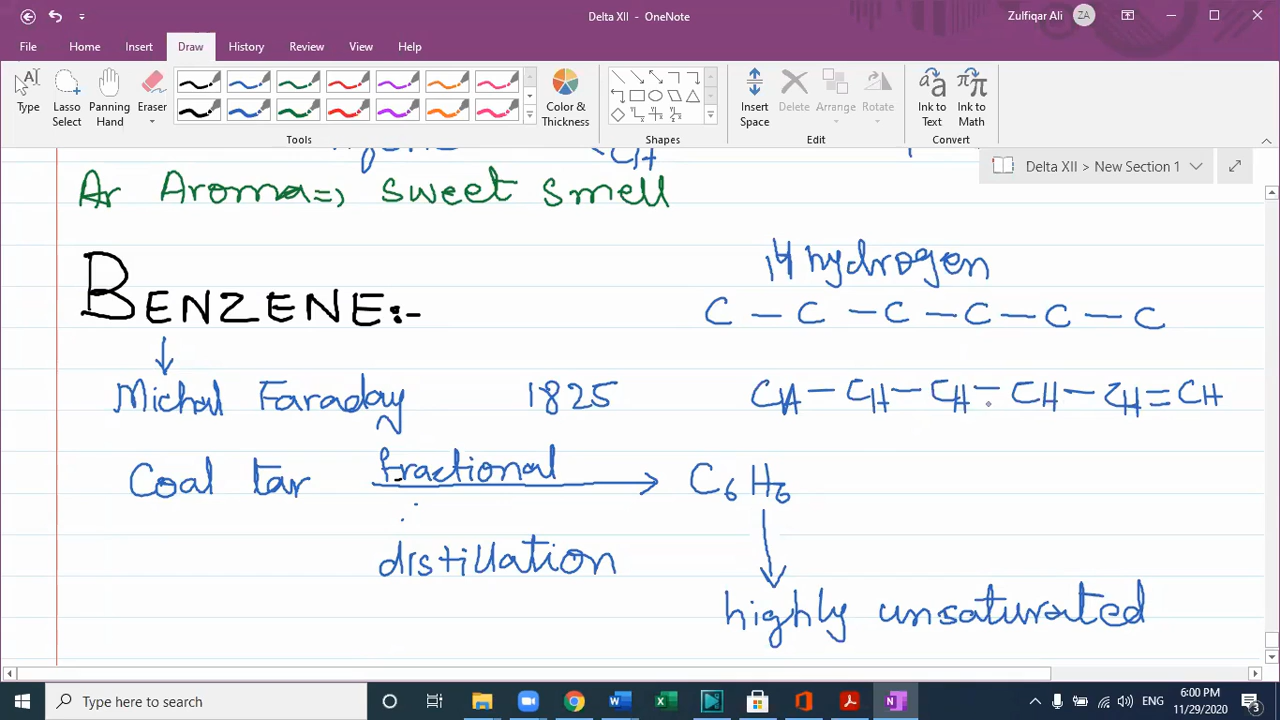 Delta XII - OneNote
Zulfiqar Ali ZA
File Home Insert Draw History Review View Help
Type Lasso Select Panning Hand Eraser Color & Thickness Insert Space Delete Arrange Rotate Ink to Text Ink to Math
Tools Shapes Edit Convert
Delta XII > New Section 1
Ar Aroma=> sweet smell
14 hydrogen
BENZENE:-
C - C - C - C - C - C
Michal Faraday 1825
CH - CH - CH - CH - CH = CH
Coal tar fractional distillation → C6H6
highly unsaturated
Type here to search
ENG 6:00 PM 11/29/2020 3